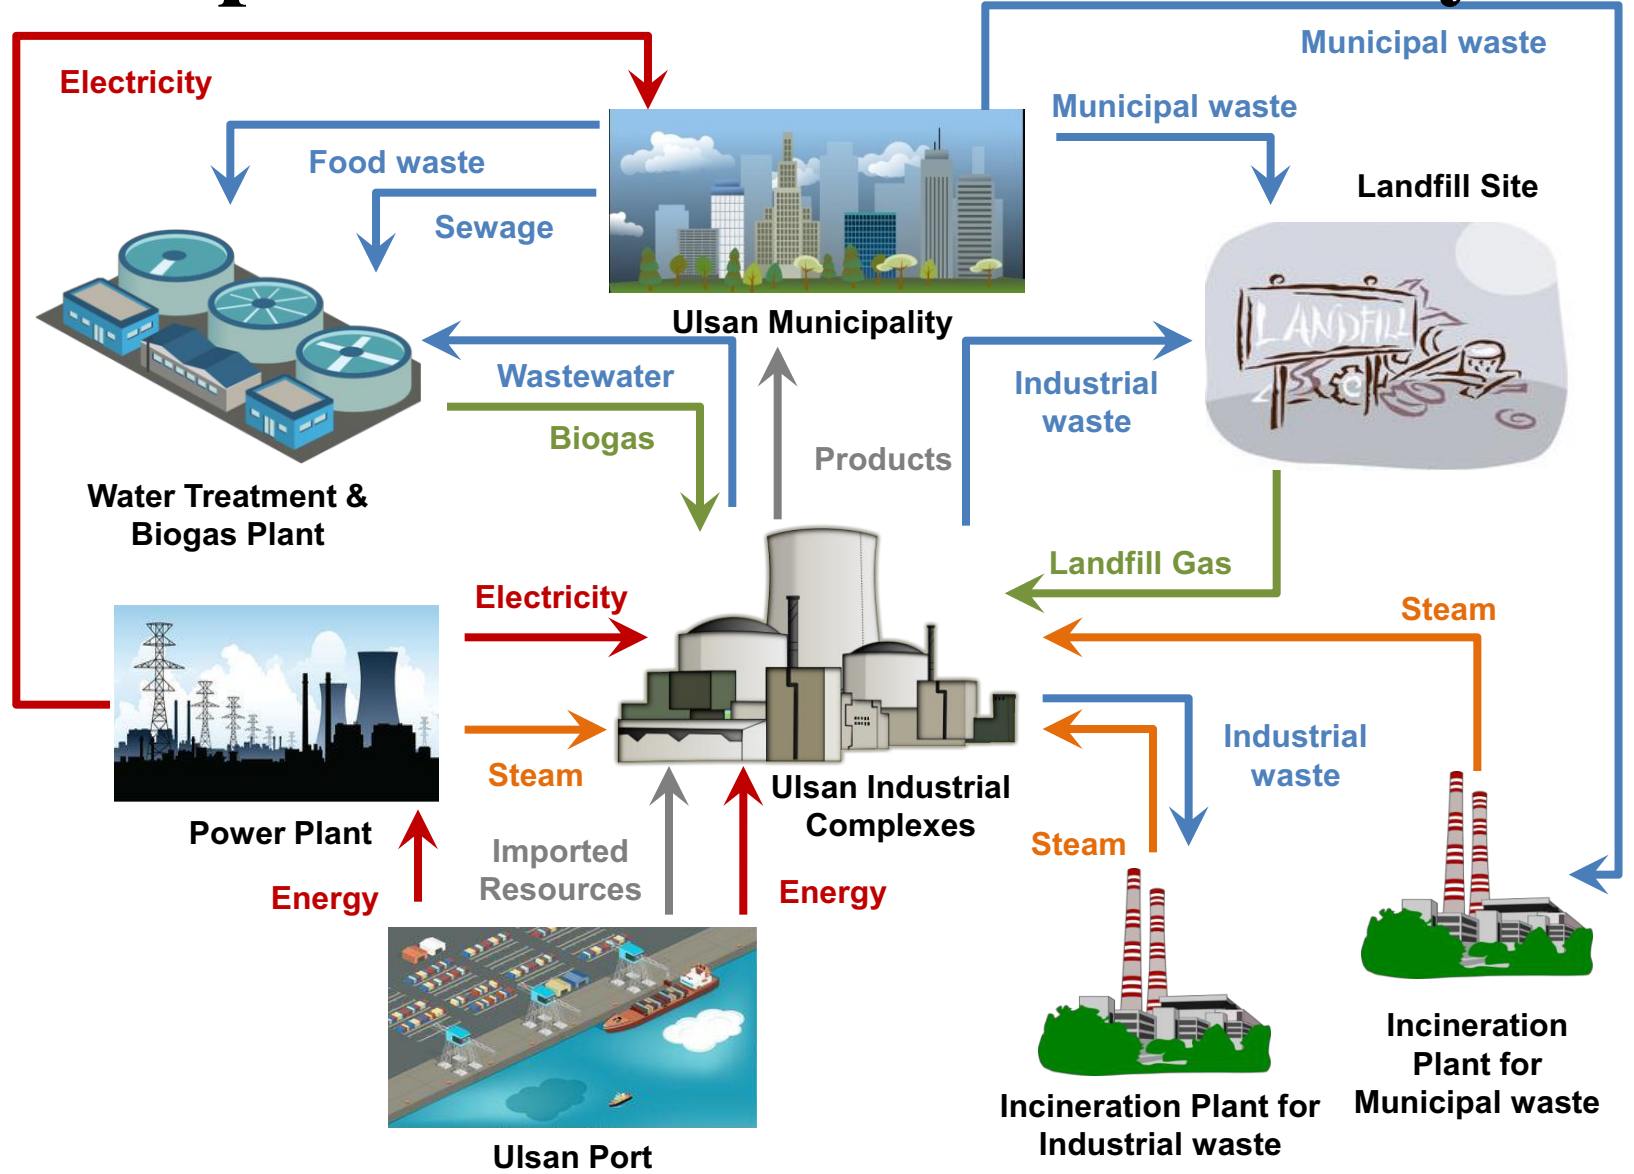 Municipal waste
Electricity
Municipal waste
Food waste
Landfill Site
Sewage
LANDFILL
Ulsan Municipality
Wastewater
Industrial
waste
Biogas
Products
Water Treatment &
Biogas Plant
Landfill Gas
Electricity
Steam
Industrial
waste
Steam
Ulsan Industrial
Complexes
Power Plant
Imported
Resources
Steam
Energy
Energy
Incineration
Plant for
Municipal waste
Incineration Plant for
Industrial waste
Ulsan Port